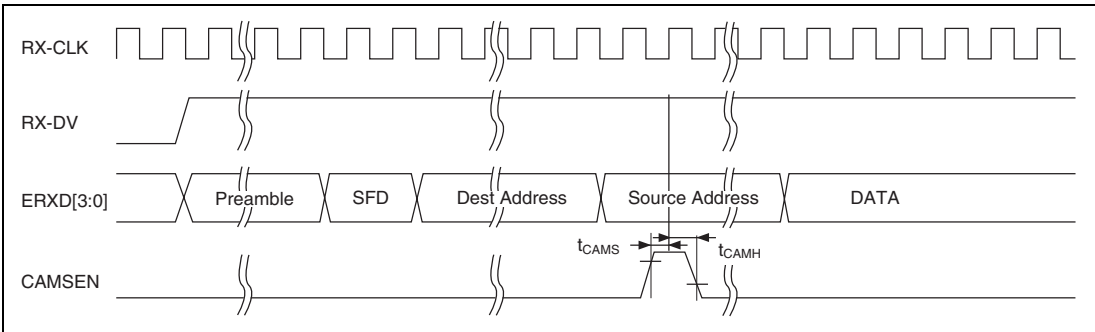 RX-CLK
RX-DV
ERXD[3:0] Preamble SFD Dest Address Source Address DATA
tCAMS tCAMH
CAMSEN